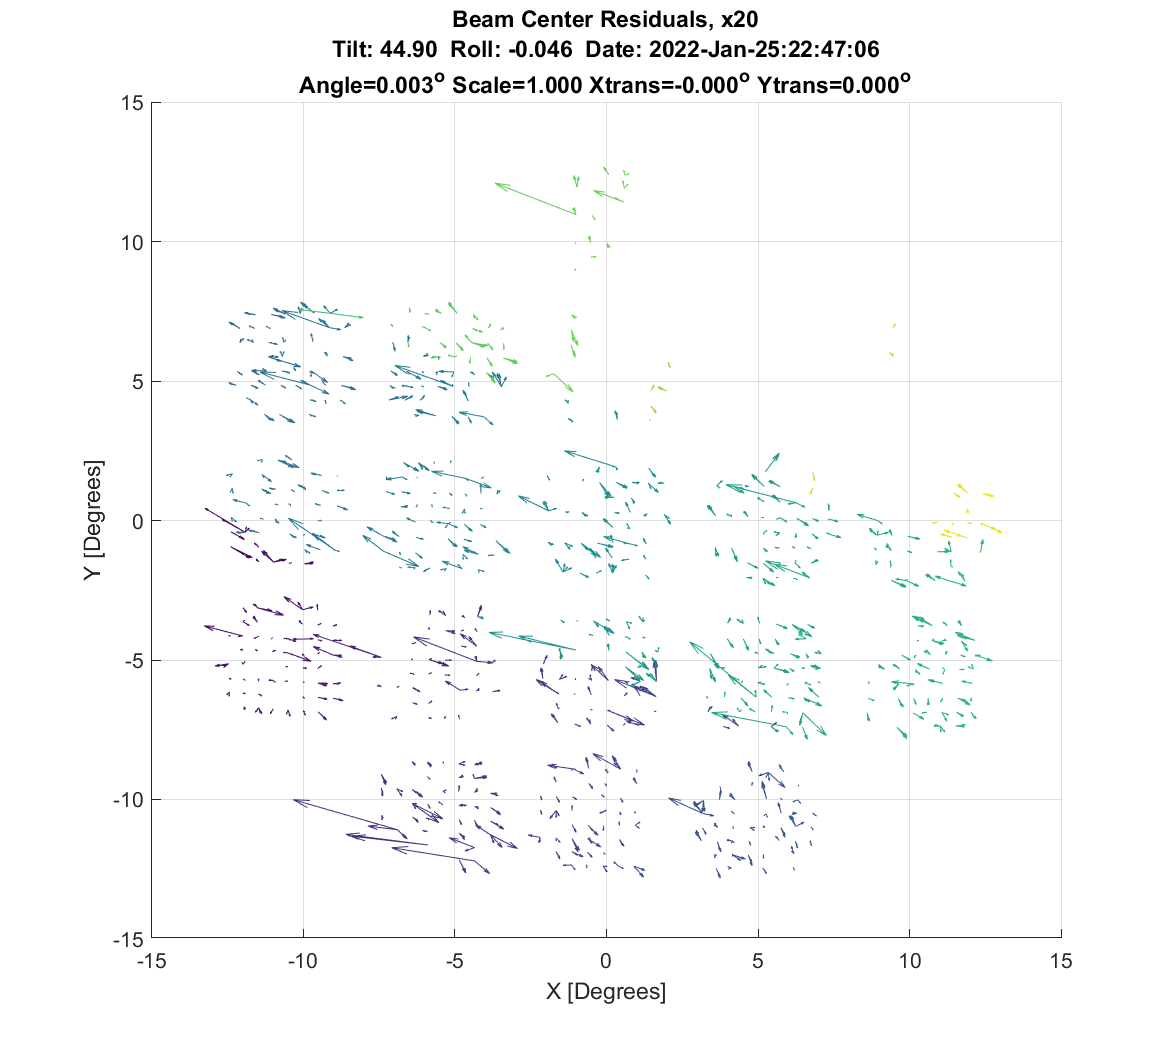 Beam Center Residuals, x20
Tilt: 44.90 Roll: -0.046 Date: 2022-Jan-25:22:47:06
Angle=0.003° Scale=1.000 Xtrans=-0.000° Ytrans=0.000°
15
10
5
0
-5
-10
-15
Y [Degrees]
-15 -10 -5 0 5 10 15
X [Degrees]